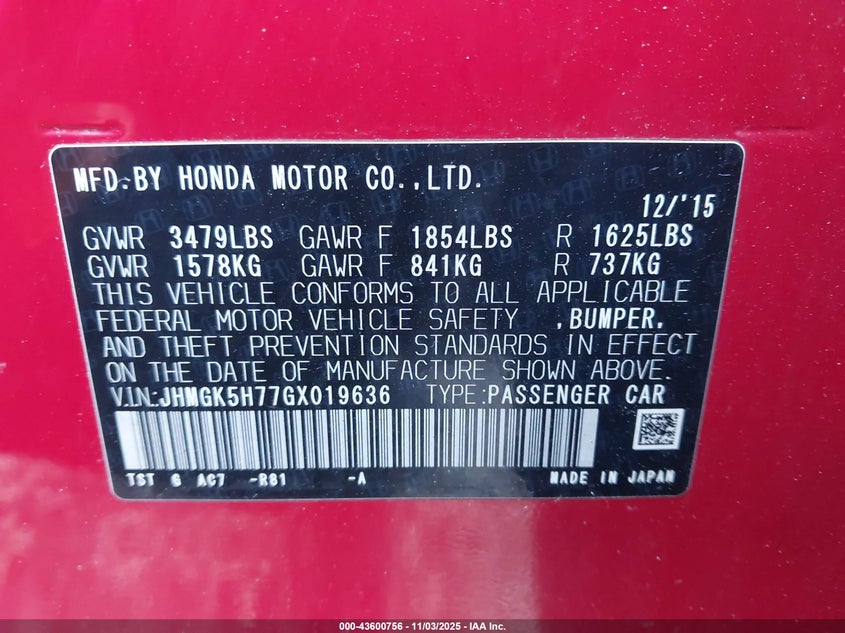 MFD.BY HONDA MOTOR CO.,LTD.
12/'15
GVWR 3479LBS GAWR F 1854LBS R 1625LBS
GVWR 1578KG GAWR F 841KG R 737KG
THIS VEHICLE CONFORMS TO ALL APPLICABLE
FEDERAL MOTOR VEHICLE SAFETY ,BUMPER,
AND THEFT PREVENTION STANDARDS IN EFFECT
ON THE DATE OF MANUFACTURE SHOWN ABOVE.
V.I.N:JHMGK5H77GX019636 TYPE:PASSENGER CAR
TST G AC7 -R81 -A MADE IN JAPAN
000-43600756 - 11/03/2025 - IAA Inc.